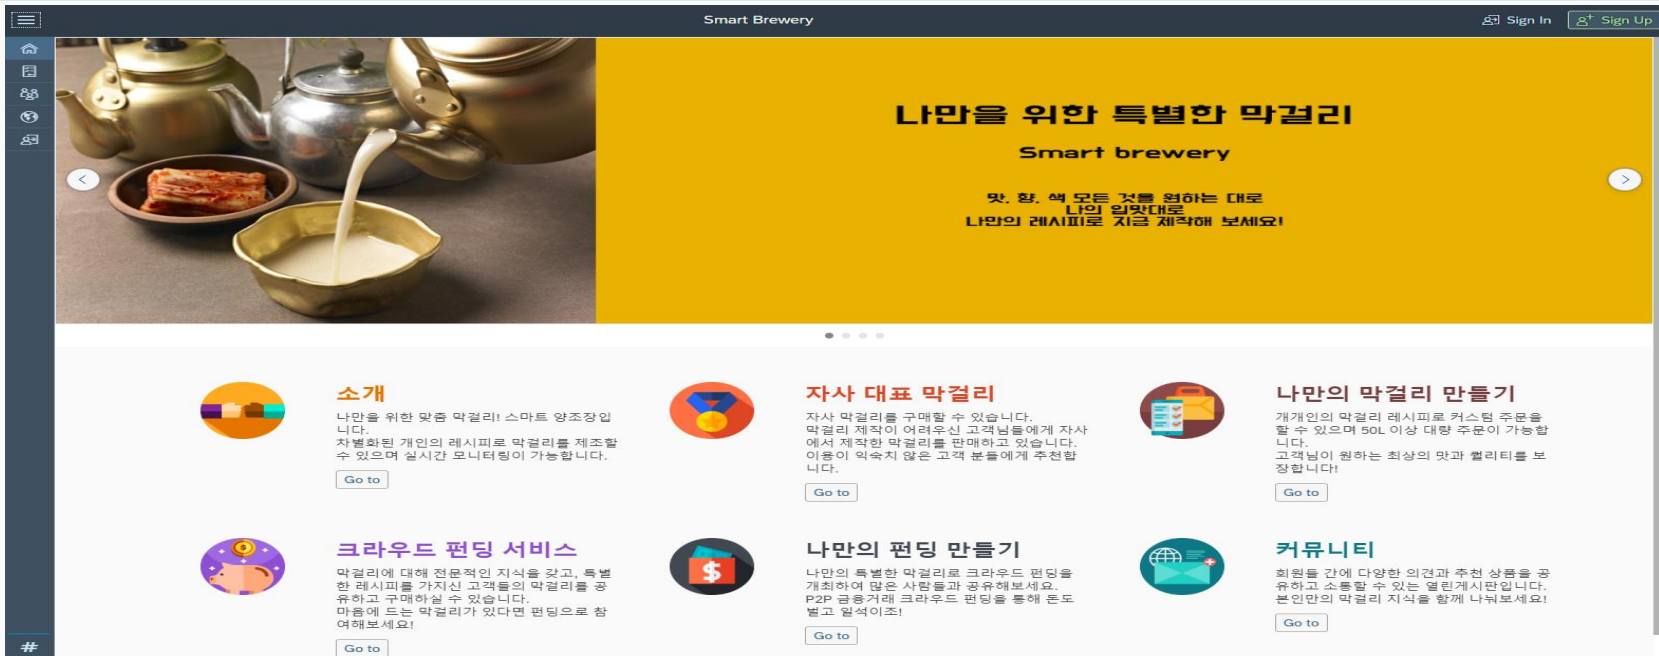 Smart Brewery
Sign In
Sign Up
나만을 위한 특별한 막걸리
Smart brewery
맛, 향, 색 모든 것을 원하는 대로
나의 입맛대로
나만의 레시피로 지금 제작해 보세요!
소개
나만을 위한 맞춤 막걸리! 스마트 양조장입
니다.
차별화된 개인의 레시피로 막걸리를 제조할
수 있으며 실시간 모니터링이 가능합니다.
Go to
자사 대표 막걸리
자사 막걸리를 구매할 수 있습니다.
막걸리 제작이 어려우신 고객님들에게 자사
에서 제작한 막걸리를 판매하고 있습니다.
이용이 익숙치 않은 고객 분들에게 추천합
니다.
Go to
나만의 막걸리 만들기
개개인의 막걸리 레시피로 커스텀 주문을
할 수 있으며 50L 이상 대량 주문이 가능합
니다.
고객님이 원하는 최상의 맛과 퀄리티를 보
장합니다!
Go to
크라우드 펀딩 서비스
막걸리에 대해 전문적인 지식을 갖고, 특별
한 레시피를 가지신 고객들의 막걸리를 공
유하고 구매하실 수 있습니다.
마음에 드는 막걸리가 있다면 펀딩으로 참
여해보세요!
Go to
나만의 펀딩 만들기
나만의 특별한 막걸리로 크라우드 펀딩을
개최하여 많은 사람들과 공유해보세요.
P2P 금융거래 크라우드 펀딩을 통해 돈도
벌고 일석이조!
Go to
커뮤니티
회원들 간에 다양한 의견과 추천 상품을 공
유하고 소통할 수 있는 열린게시판입니다.
본인만의 막걸리 지식을 함께 나눠보세요!
Go to